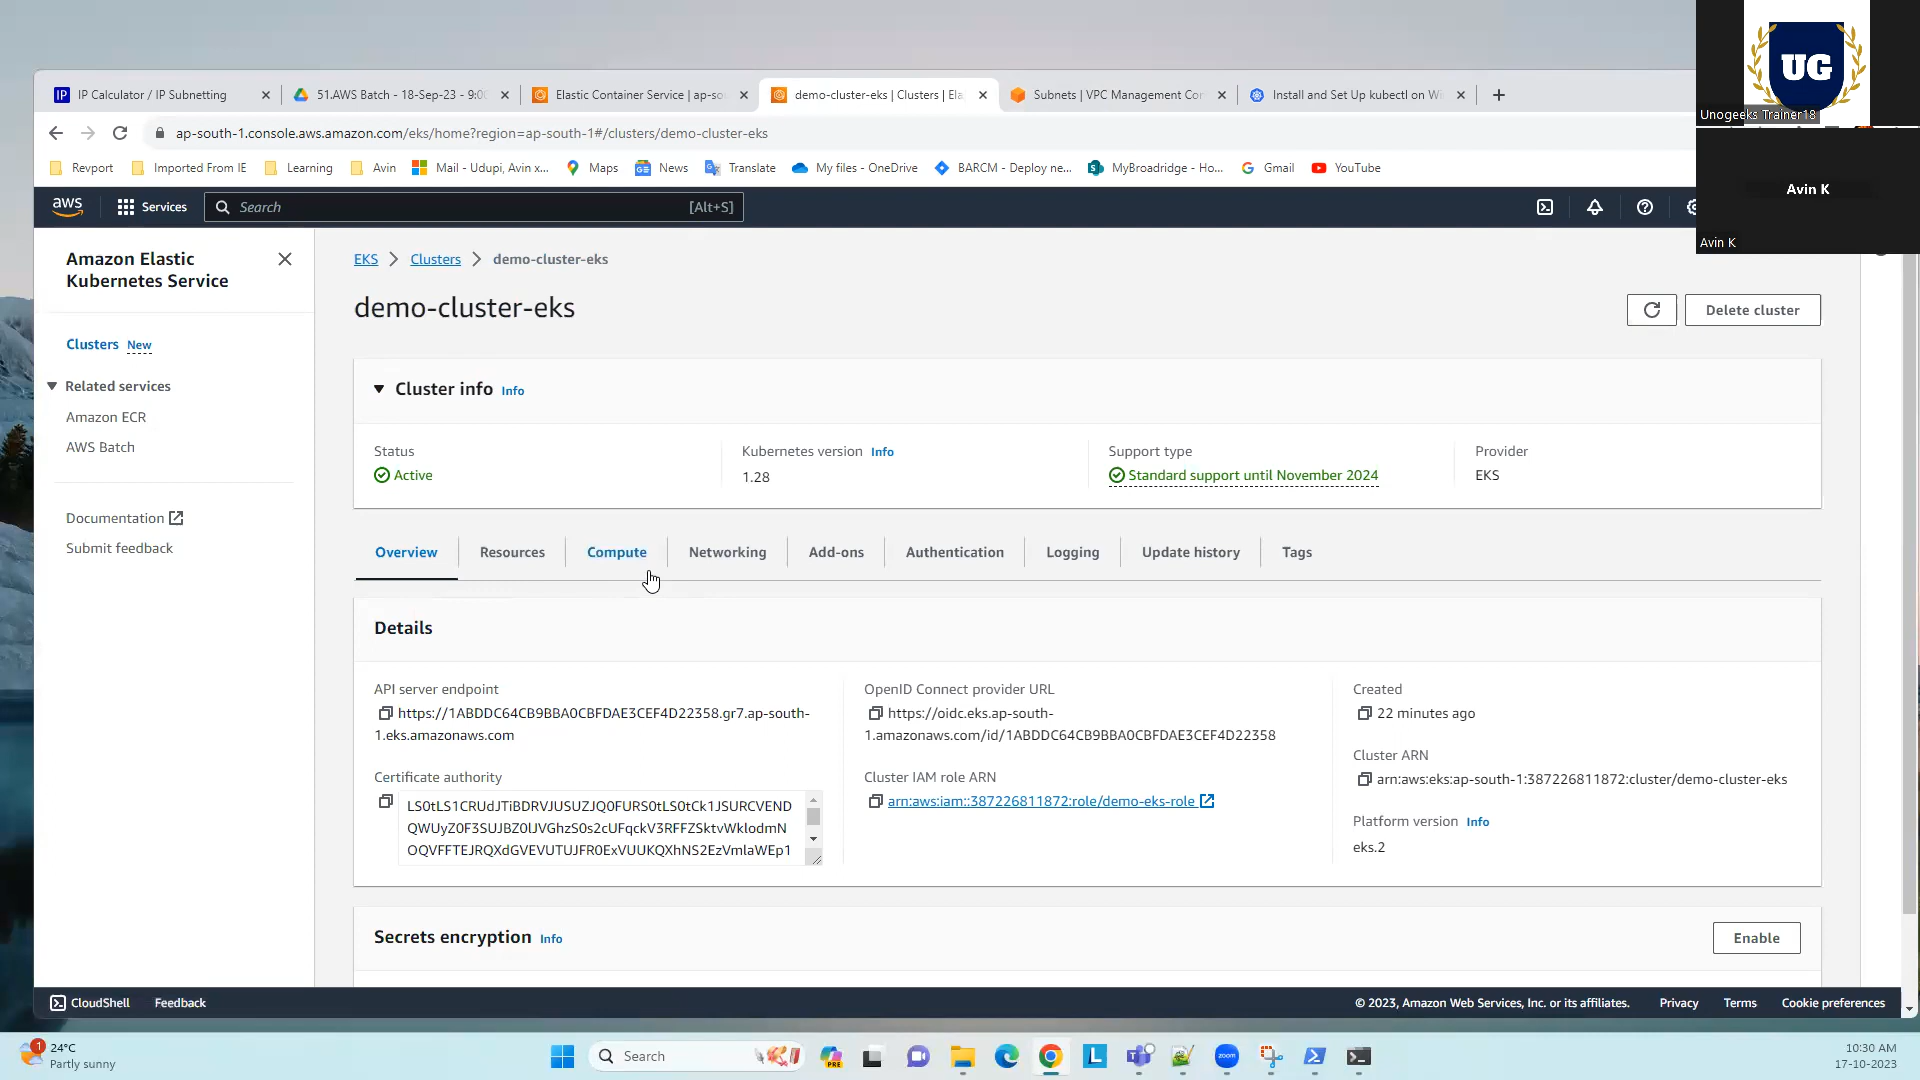 UG
Unogeeks Trainer18
Avin K
Avin K
IP Calculator / IP Subnetting
51.AWS Batch - 18-Sep-23 - 9:0
Elastic Container Service | ap-so
demo-cluster-eks | Clusters | Ela
Subnets | VPC Management Con
Install and Set Up kubectl on Wi
ap-south-1.console.aws.amazon.com/eks/home?region=ap-south-1#/clusters/demo-cluster-eks
Revport
Imported From IE
Learning
Avin
Mail - Udupi, Avin x...
Maps
News
Translate
My files - OneDrive
BARCM - Deploy ne...
MyBroadridge - Ho...
Gmail
YouTube
aws
Services
Search
[Alt+S]
Amazon Elastic
Kubernetes Service
Clusters New
Related services
Amazon ECR
AWS Batch
Documentation
Submit feedback
EKS
Clusters
demo-cluster-eks
demo-cluster-eks
Delete cluster
Cluster info Info
Status
Active
Kubernetes version Info
1.28
Support type
Standard support until November 2024
Provider
EKS
Overview
Resources
Compute
Networking
Add-ons
Authentication
Logging
Update history
Tags
Details
API server endpoint
https://1ABDDC64CB9BBA0CBFDAE3CEF4D22358.gr7.ap-south-
1.eks.amazonaws.com
Certificate authority
LS0tLS1CRUdJTiBDRVJUSUZJQ0FURS0tLS0tCk1JSURCVEND
QWUyZ0F3SUJBZ0lJVGhzS0s2cUFqckV3RFFZSktvWklodmN
OQVFFTEJRQXdGVEVUTUJFR0ExVUUKQXhNS2EzVmlaWEp1
OpenID Connect provider URL
https://oidc.eks.ap-south-
1.amazonaws.com/id/1ABDDC64CB9BBA0CBFDAE3CEF4D22358
Cluster IAM role ARN
arn:aws:iam::387226811872:role/demo-eks-role
Created
22 minutes ago
Cluster ARN
arn:aws:eks:ap-south-1:387226811872:cluster/demo-cluster-eks
Platform version Info
eks.2
Secrets encryption Info
Enable
CloudShell
Feedback
© 2023, Amazon Web Services, Inc. or its affiliates.
Privacy
Terms
Cookie preferences
1
24°C
Partly sunny
Search
PRE
L
zoom
10:30 AM
17-10-2023